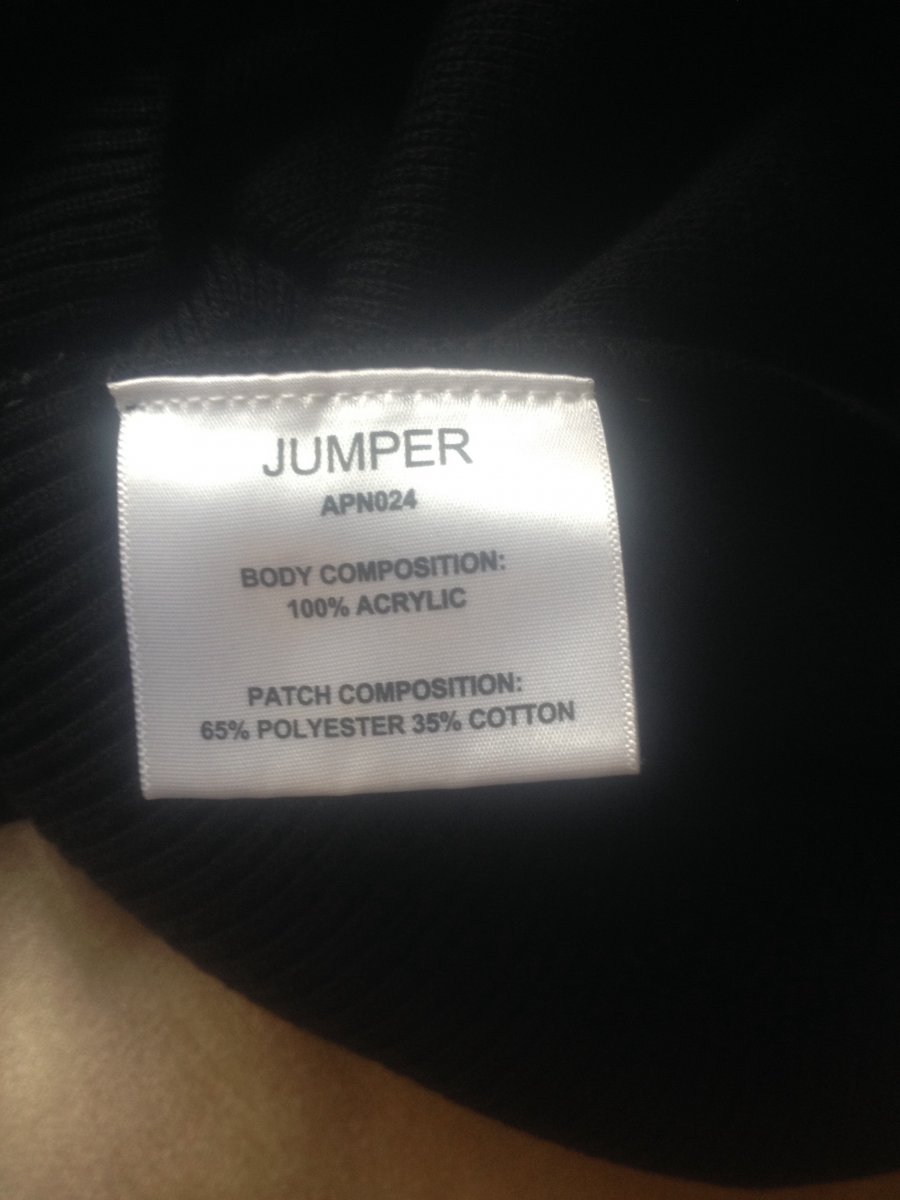 JUMPER
APN024
BODY COMPOSITION:
100% ACRYLIC
PATCH COMPOSITION:
65% POLYESTER 35% COTTON